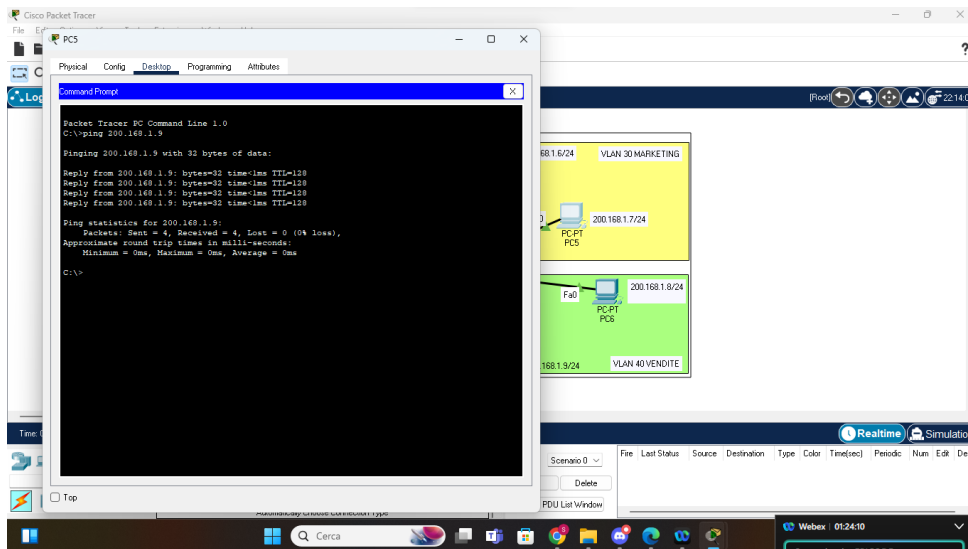 Cisco Packet Tracer
File
PC5
Physical Config Desktop Programming Attributes
Command Prompt X
[Root] 22:14:0
Packet Tracer PC Command Line 1.0
C:\>ping 200.168.1.9
Pinging 200.168.1.9 with 32 bytes of data:
Reply from 200.168.1.9: bytes=32 time<1ms TTL=128
Reply from 200.168.1.9: bytes=32 time<1ms TTL=128
Reply from 200.168.1.9: bytes=32 time<1ms TTL=128
Reply from 200.168.1.9: bytes=32 time<1ms TTL=128
Ping statistics for 200.168.1.9:
Packets: Sent = 4, Received = 4, Lost = 0 (0% loss),
Approximate round trip times in milli-seconds:
Minimum = 0ms, Maximum = 0ms, Average = 0ms
C:\>
68.1.6/24 VLAN 30 MARKETING
200.168.1.7/24
PC-PT
PC5
200.168.1.8/24
Fa0
PC-PT
PC6
.168.1.9/24 VLAN 40 VENDITE
Time:
Realtime Simulatio
Scenario 0
Fire Last Status Source Destination Type Color Time(sec) Periodic Num Edit De
Delete
PDU List Window
Top
Automatically Choose Connection Type
Cerca
Webex 01:24:10